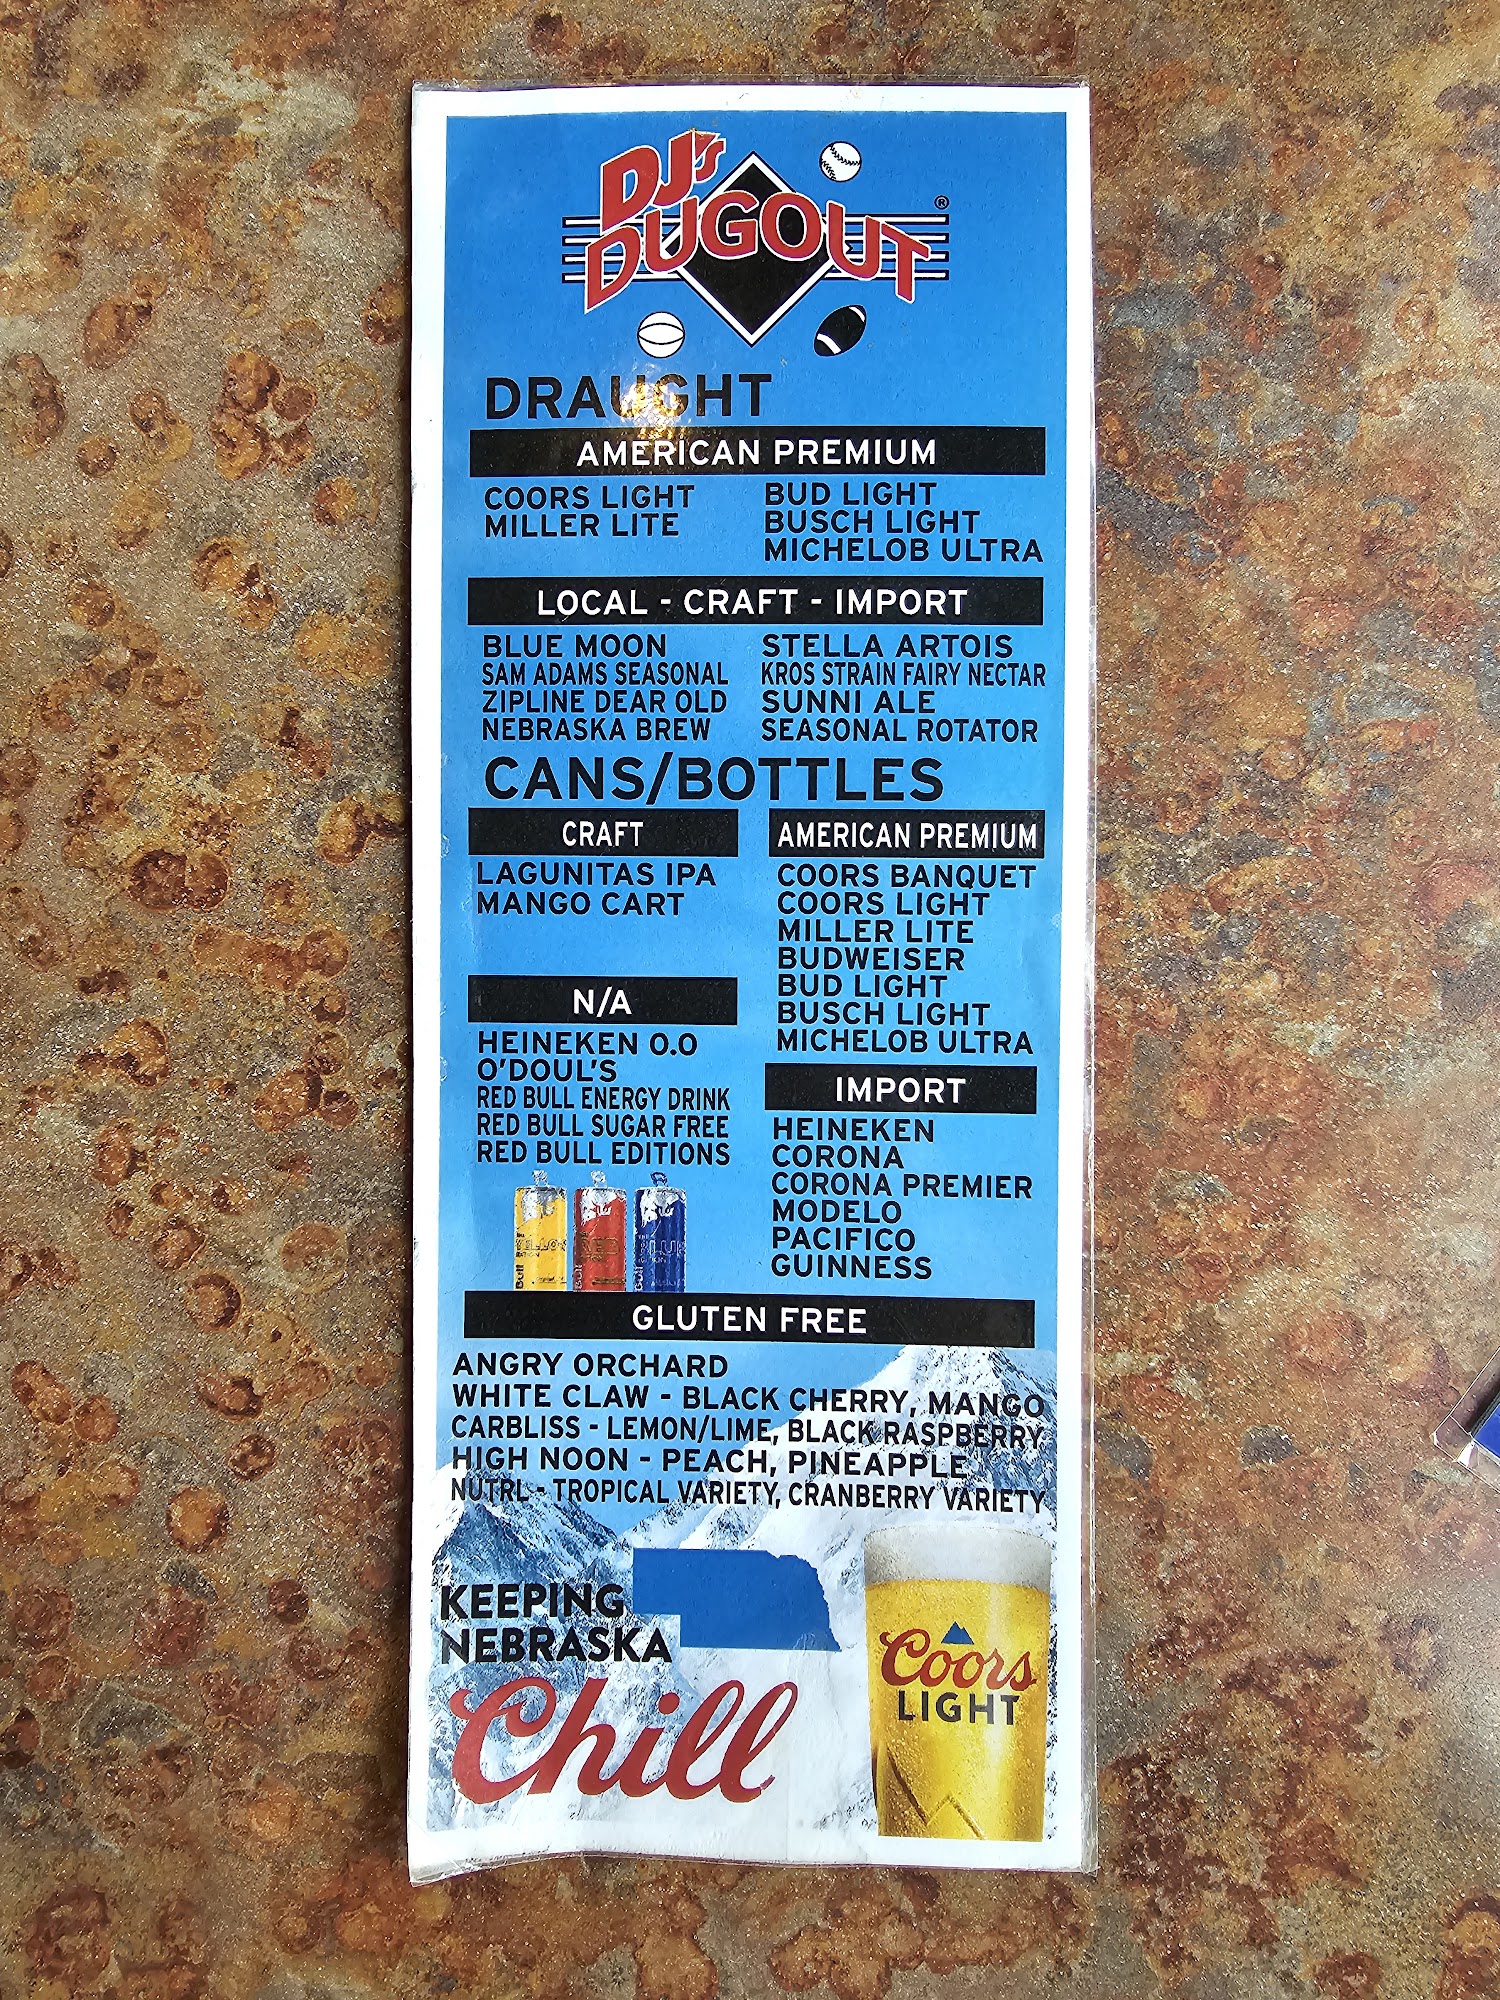 DJ's
DUGOUT®
DRAUGHT
AMERICAN PREMIUM
COORS LIGHT
MILLER LITE
BUD LIGHT
BUSCH LIGHT
MICHELOB ULTRA
LOCAL - CRAFT - IMPORT
BLUE MOON
SAM ADAMS SEASONAL
ZIPLINE DEAR OLD
NEBRASKA BREW
STELLA ARTOIS
KROS STRAIN FAIRY NECTAR
SUNNI ALE
SEASONAL ROTATOR
CANS/BOTTLES
CRAFT
LAGUNITAS IPA
MANGO CART
N/A
HEINEKEN 0.0
O'DOUL'S
RED BULL ENERGY DRINK
RED BULL SUGAR FREE
RED BULL EDITIONS
AMERICAN PREMIUM
COORS BANQUET
COORS LIGHT
MILLER LITE
BUDWEISER
BUD LIGHT
BUSCH LIGHT
MICHELOB ULTRA
IMPORT
HEINEKEN
CORONA
CORONA PREMIER
MODELO
PACIFICO
GUINNESS
GLUTEN FREE
ANGRY ORCHARD
WHITE CLAW - BLACK CHERRY, MANGO
CARBLISS - LEMON/LIME, BLACK RASPBERRY
HIGH NOON - PEACH, PINEAPPLE
NUTRL - TROPICAL VARIETY, CRANBERRY VARIETY
KEEPING
NEBRASKA
Chill
Coors
LIGHT